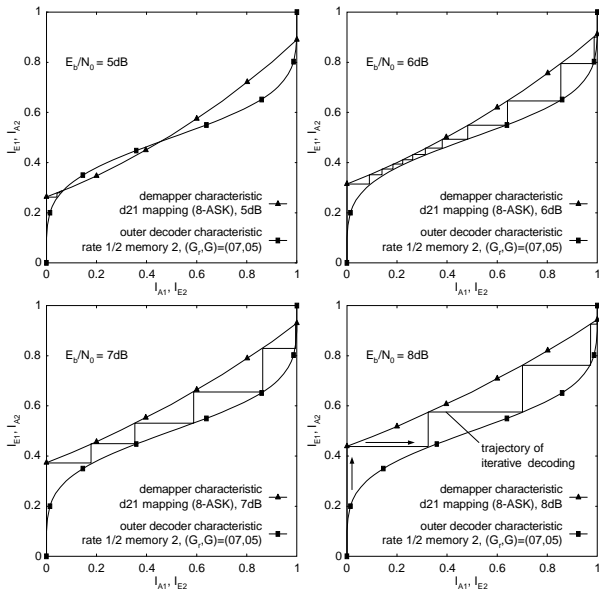 1
0.8
0.6
0.4
0.2
0
I_E1, I_A2
E_b/N_0 = 5dB
demapper characteristic
d21 mapping (8-ASK), 5dB
outer decoder characteristic
rate 1/2 memory 2, (G_r,G)=(07,05)
0 0.2 0.4 0.6 0.8 1
I_A1, I_E2
1
0.8
0.6
0.4
0.2
0
I_E1, I_A2
E_b/N_0 = 6dB
demapper characteristic
d21 mapping (8-ASK), 6dB
outer decoder characteristic
rate 1/2 memory 2, (G_r,G)=(07,05)
0 0.2 0.4 0.6 0.8 1
I_A1, I_E2
1
0.8
0.6
0.4
0.2
0
I_E1, I_A2
E_b/N_0 = 7dB
demapper characteristic
d21 mapping (8-ASK), 7dB
outer decoder characteristic
rate 1/2 memory 2, (G_r,G)=(07,05)
0 0.2 0.4 0.6 0.8 1
I_A1, I_E2
1
0.8
0.6
0.4
0.2
0
I_E1, I_A2
E_b/N_0 = 8dB
trajectory of
iterative decoding
demapper characteristic
d21 mapping (8-ASK), 8dB
outer decoder characteristic
rate 1/2 memory 2, (G_r,G)=(07,05)
0 0.2 0.4 0.6 0.8 1
I_A1, I_E2